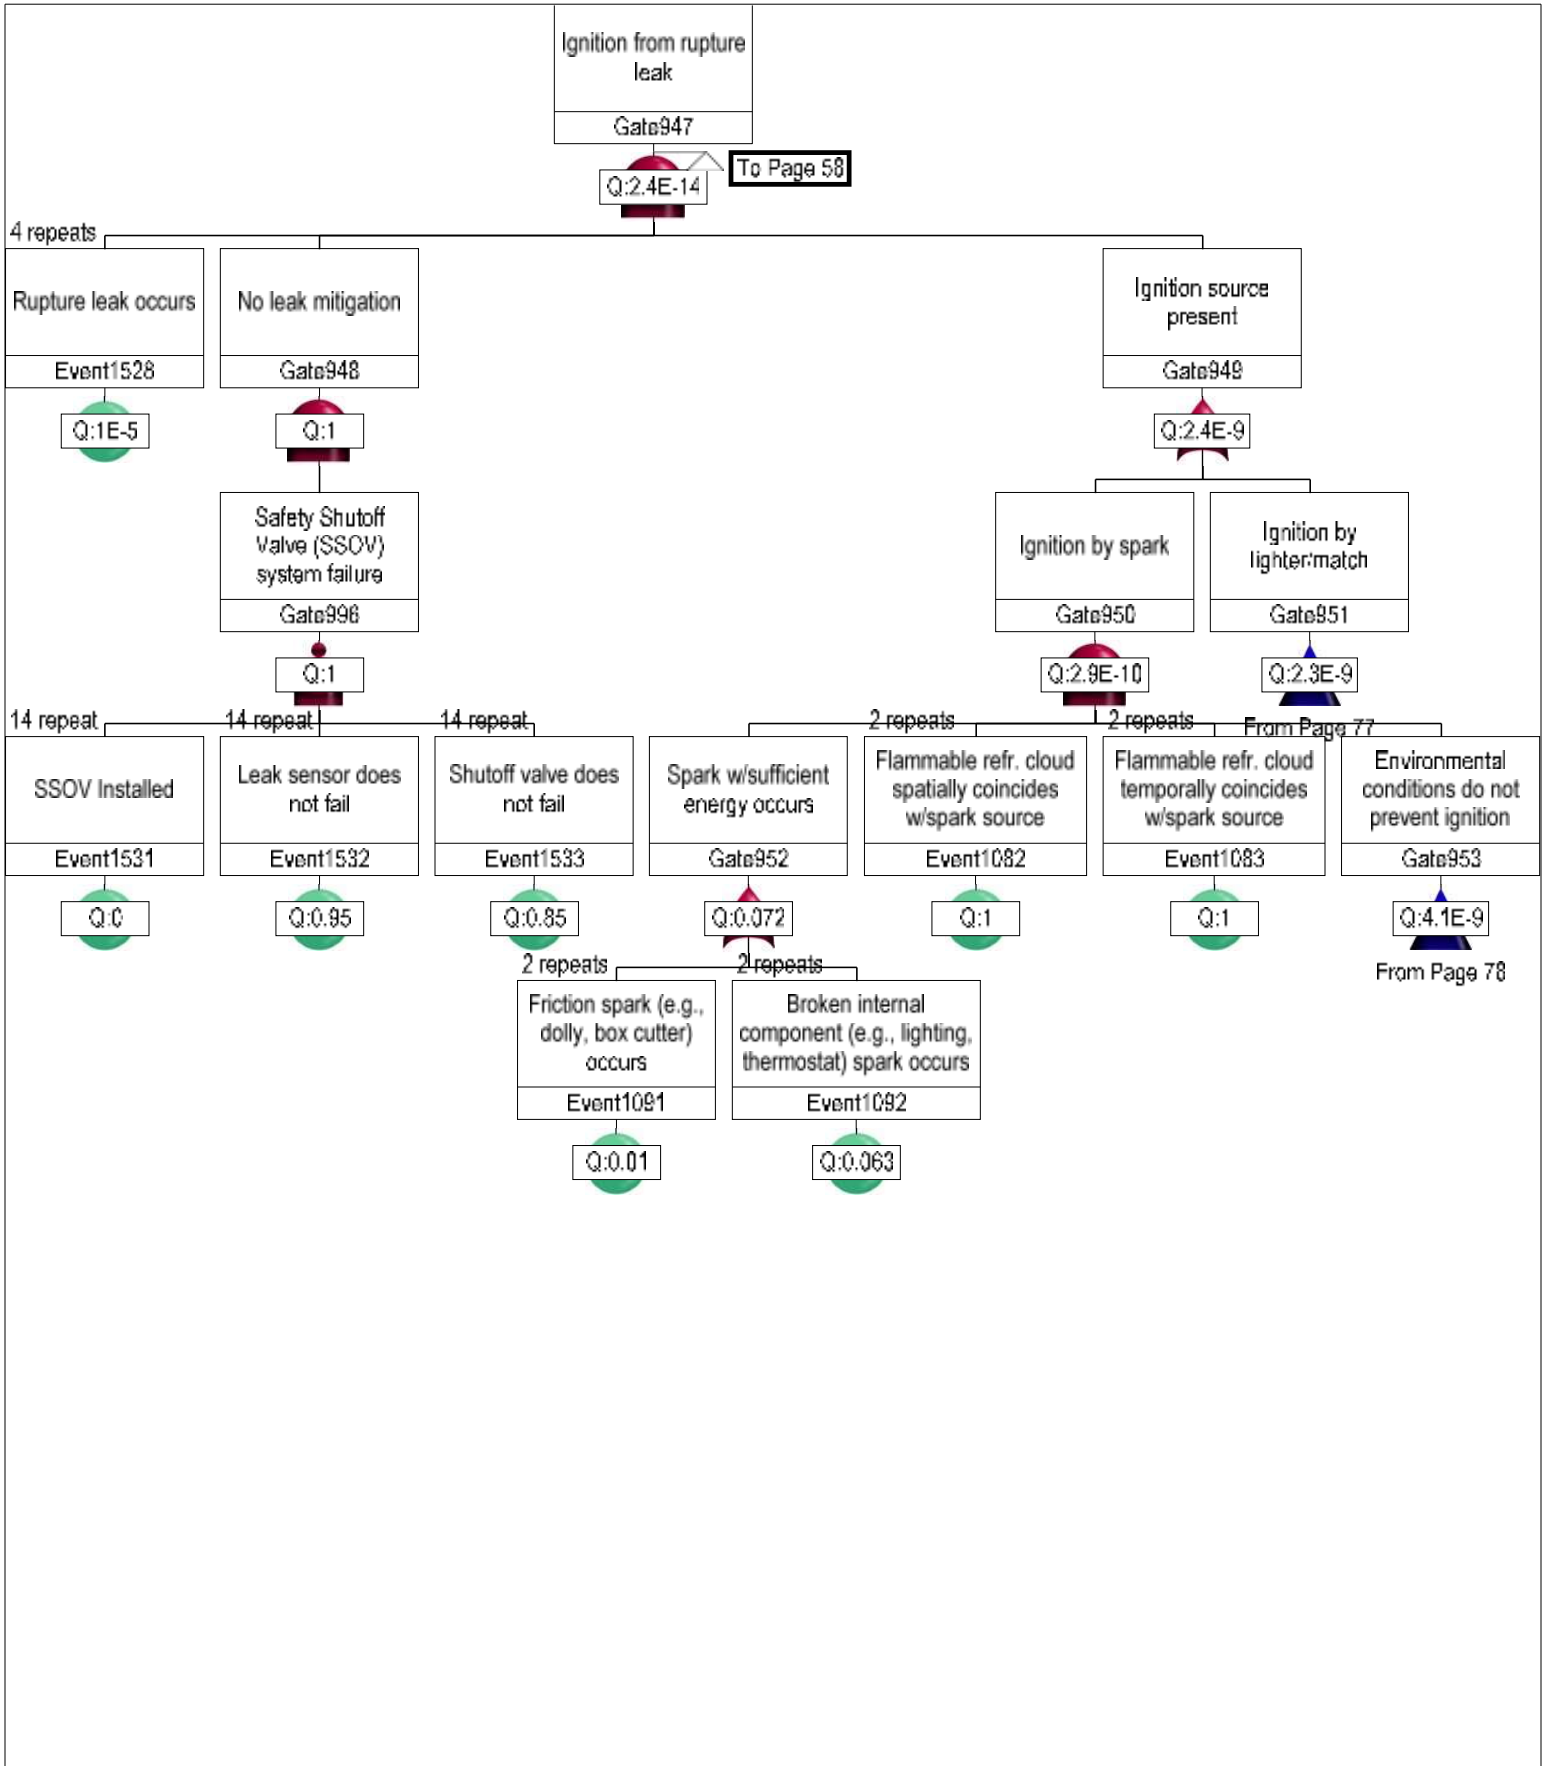 Ignition from rupture
leak
Gate947
To Page 58
Q:2.4E-14
4 repeats
Rupture leak occurs
Event1528
Q:1E-5
No leak mitigation
Gate948
Q:1
Ignition source
present
Gate949
Q:2.4E-9
Safety Shutoff
Valve (SSOV)
system failure
Gate996
Q:1
Ignition by spark
Gate950
Q:2.9E-10
Ignition by
lighter/match
Gate951
Q:2.3E-9
From Page 77
14 repeat
SSOV Installed
Event1531
Q:0
14 repeat
Leak sensor does
not fail
Event1532
Q:0.95
14 repeat
Shutoff valve does
not fail
Event1533
Q:0.85
Spark w/sufficient
energy occurs
Gate952
Q:0.072
2 repeats
Flammable refr. cloud
spatially coincides
w/spark source
Event1082
Q:1
2 repeats
Flammable refr. cloud
temporally coincides
w/spark source
Event1083
Q:1
Environmental
conditions do not
prevent ignition
Gate953
Q:4.1E-9
From Page 78
2 repeats
Friction spark (e.g.,
dolly, box cutter)
occurs
Event1091
Q:0.01
2 repeats
Broken internal
component (e.g., lighting,
thermostat) spark occurs
Event1092
Q:0.063